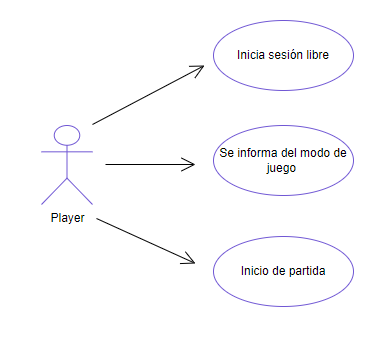 Inicia sesión libre
Se informa del modo de
juego
Player
Inicio de partida